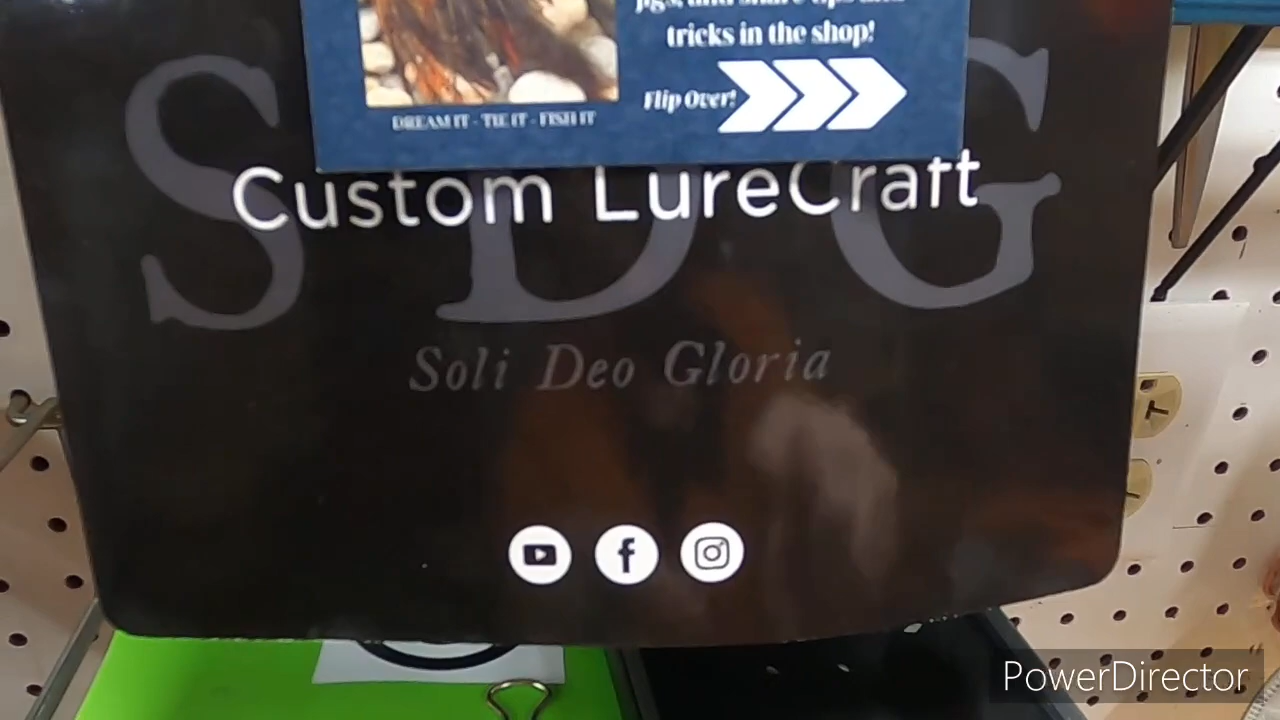 tricks in the shop!
Flip Over!
DREAM IT - TIE IT - FISH IT
SDG
Custom LureCraft
Soli Deo Gloria
PowerDirector